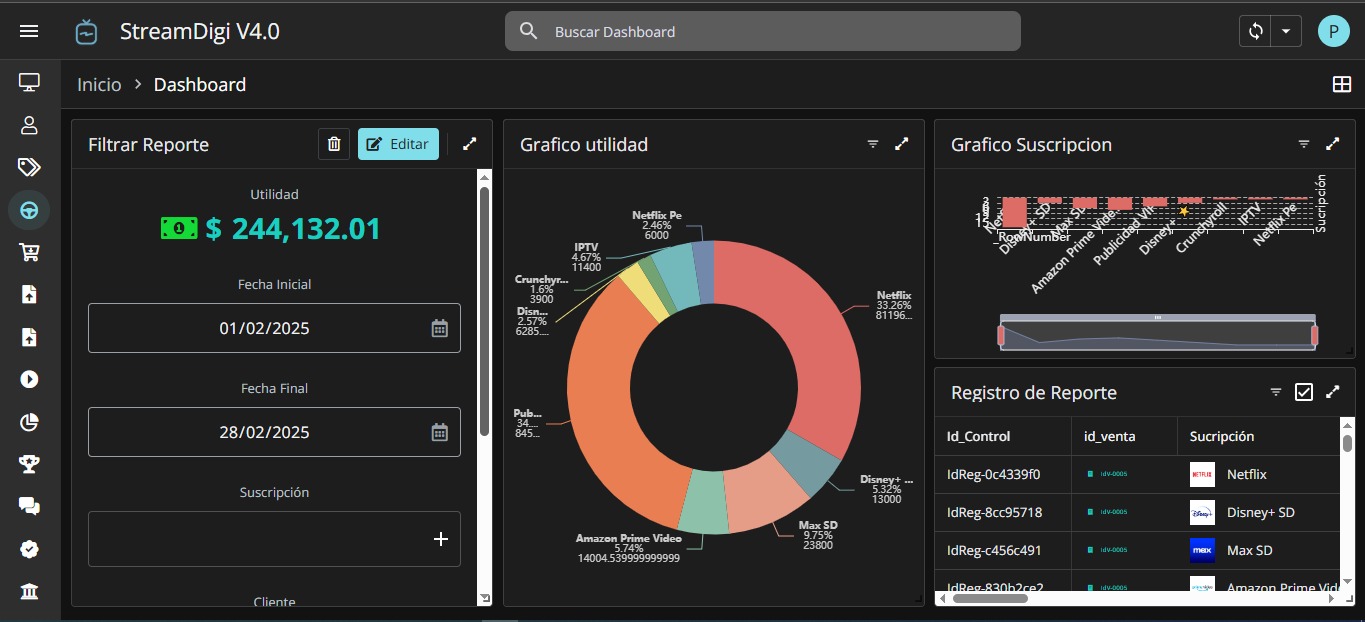 StreamDigi V4.0
Buscar Dashboard
P
Inicio > Dashboard
Filtrar Reporte
Editar
Utilidad
$ 244,132.01
Fecha Inicial
01/02/2025
Fecha Final
28/02/2025
Suscripción
Cliente
Grafico utilidad
Netflix Pe
2.46%
6000
IPTV
4.67%
11400
Crunchyr...
1.6%
3900
Disn...
2.57%
6285....
Netflix
33.26%
81196...
Pub...
34....
845...
Disney+ ...
5.32%
13000
Max SD
9.75%
23800
Amazon Prime Video
5.74%
14004.539999999999
Grafico Suscripcion
Sucripción
_RowNumber
Disney+ SD
Max SD
Amazon Prime Vide...
Publicidad VIP
Disney+
Crunchyroll
IPTV
Netflix Pe
Registro de Reporte
Id_Control id_venta Sucripción
IdReg-0c4339f0 IdV-0005 NETFLIX Netflix
IdReg-8cc95718 IdV-0005 Disney+ Disney+ SD
IdReg-c456c491 IdV-0005 max Max SD
IdReg-830b2ce2 IdV-0005 Amazon Prime Vid